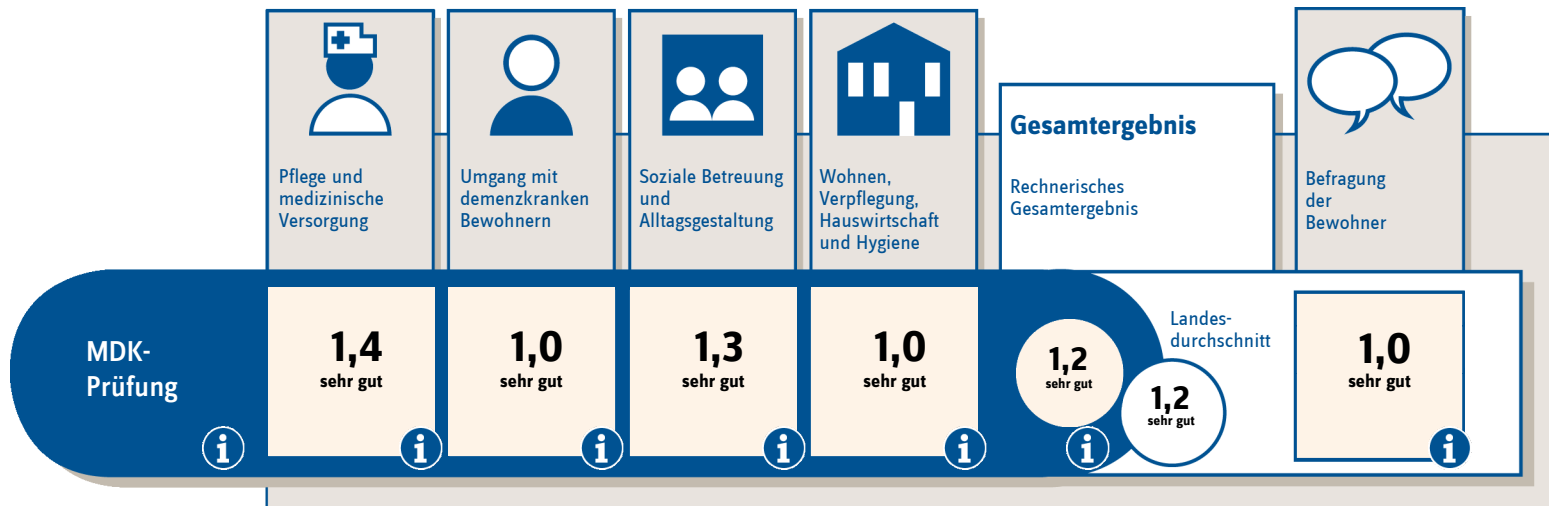 Pflege und
medizinische
Versorgung
Umgang mit
demenzkranken
Bewohnern
Soziale Betreuung
und
Alltagsgestaltung
Wohnen,
Verpflegung,
Hauswirtschaft
und Hygiene
Gesamtergebnis
Rechnerisches
Gesamtergebnis
Befragung
der
Bewohner
MDK-
Prüfung
i
1,4
sehr gut
i
1,0
sehr gut
i
1,3
sehr gut
i
1,0
sehr gut
i
1,2
sehr gut
i
Landes-
durchschnitt
1,2
sehr gut
1,0
sehr gut
i